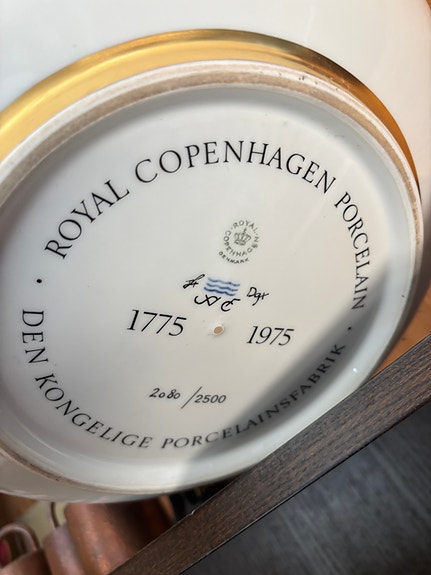 ROYAL COPENHAGEN PORCELAIN
ROYAL COPENHAGEN
DENMARK
1775 1975
2080/2500
DEN KONGELIGE PORCELAINSFABRIK